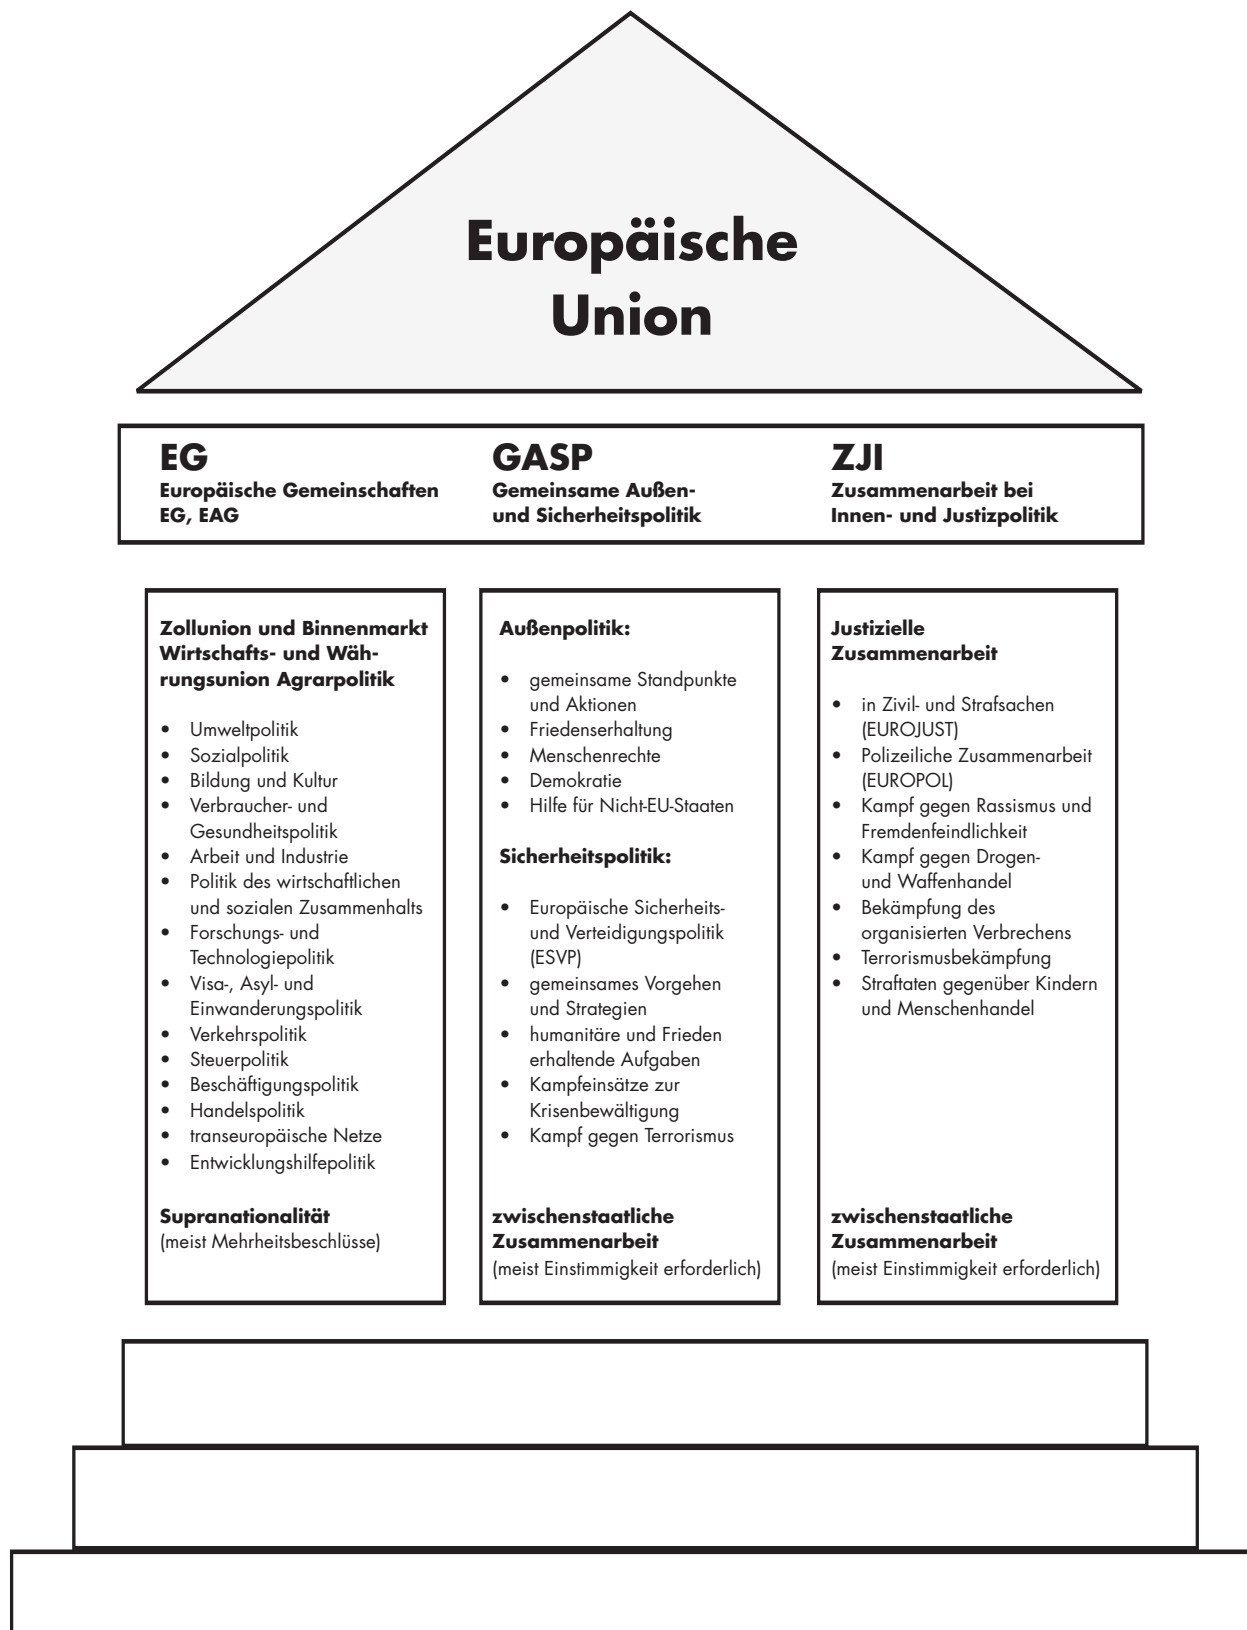 Europäische
Union
EG
Europäische Gemeinschaften
EG, EAG
GASP
Gemeinsame Außen-
und Sicherheitspolitik
ZJI
Zusammenarbeit bei
Innen- und Justizpolitik
Zollunion und Binnenmarkt
Wirtschafts- und Wäh-
rungsunion Agrarpolitik
• Umweltpolitik
• Sozialpolitik
• Bildung und Kultur
• Verbraucher- und
Gesundheitspolitik
• Arbeit und Industrie
• Politik des wirtschaftlichen
und sozialen Zusammenhalts
• Forschungs- und
Technologiepolitik
• Visa-, Asyl- und
Einwanderungspolitik
• Verkehrspolitik
• Steuerpolitik
• Beschäftigungspolitik
• Handelspolitik
• transeuropäische Netze
• Entwicklungshilfepolitik
Supranationalität
(meist Mehrheitsbeschlüsse)
Außenpolitik:
• gemeinsame Standpunkte
und Aktionen
• Friedenserhaltung
• Menschenrechte
• Demokratie
• Hilfe für Nicht-EU-Staaten
Sicherheitspolitik:
• Europäische Sicherheits-
und Verteidigungspolitik
(ESVP)
• gemeinsames Vorgehen
und Strategien
• humanitäre und Frieden
erhaltende Aufgaben
• Kampfeinsätze zur
Krisenbewältigung
• Kampf gegen Terrorismus
zwischenstaatliche
Zusammenarbeit
(meist Einstimmigkeit erforderlich)
Justizielle
Zusammenarbeit
• in Zivil- und Strafsachen
(EUROJUST)
• Polizeiliche Zusammenarbeit
(EUROPOL)
• Kampf gegen Rassismus und
Fremdenfeindlichkeit
• Kampf gegen Drogen-
und Waffenhandel
• Bekämpfung des
organisierten Verbrechens
• Terrorismusbekämpfung
• Straftaten gegenüber Kindern
und Menschenhandel
zwischenstaatliche
Zusammenarbeit
(meist Einstimmigkeit erforderlich)